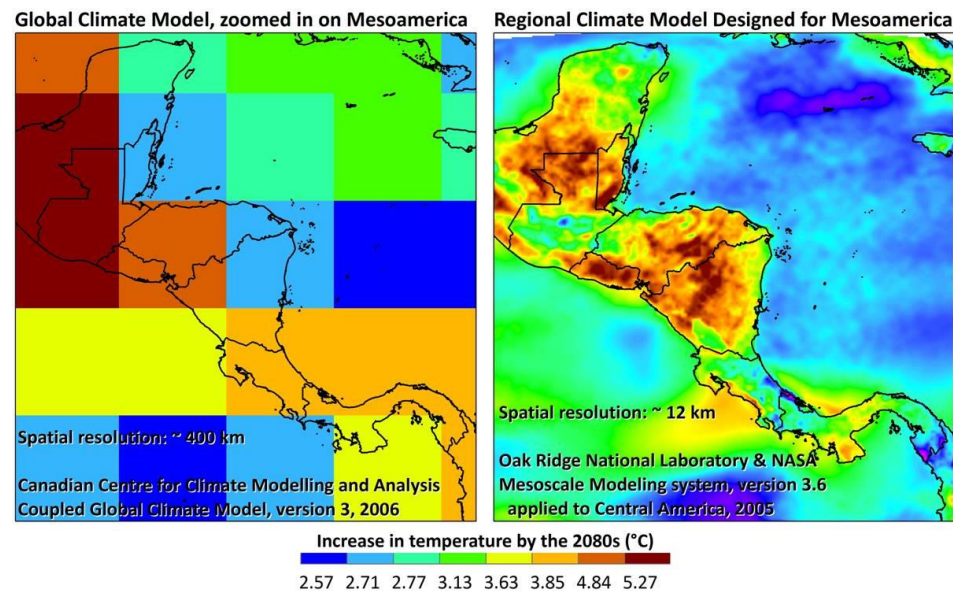 Global Climate Model, zoomed in on Mesoamerica
Spatial resolution: ~ 400 km
Canadian Centre for Climate Modelling and Analysis
Coupled Global Climate Model, version 3, 2006
Regional Climate Model Designed for Mesoamerica
Spatial resolution: ~ 12 km
Oak Ridge National Laboratory & NASA
Mesoscale Modeling system, version 3.6
applied to Central America, 2005
Increase in temperature by the 2080s (°C)
2.57 2.71 2.77 3.13 3.63 3.85 4.84 5.27